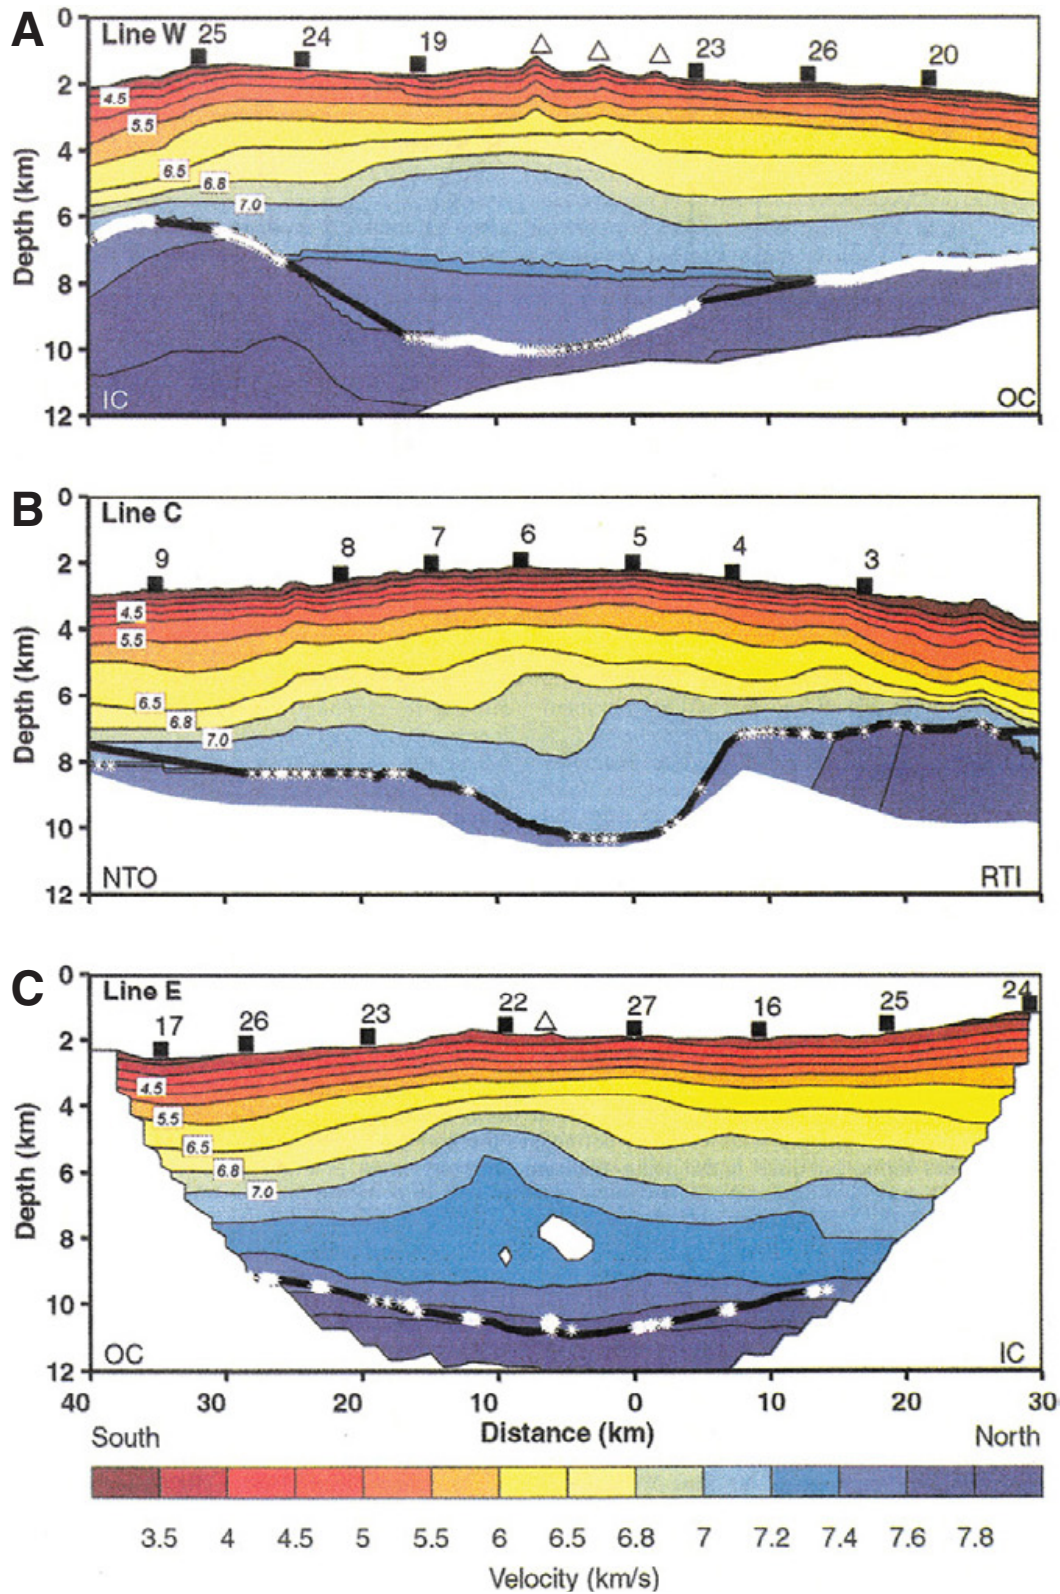 A
Line W
25 24 19 23 26 20
0
2
4
6
8
10
12
Depth (km)
4.5
5.5
6.5
6.8
7.0
IC OC
B
Line C
9 8 7 6 5 4 3
0
2
4
6
8
10
12
Depth (km)
4.5
5.5
6.5
6.8
7.0
NTO RTI
C
Line E
17 26 23 22 27 16 25 24
0
2
4
6
8
10
12
Depth (km)
4.5
5.5
6.5
6.8
7.0
OC IC
40 30 20 10 0 10 20 30
Distance (km)
South North
3.5 4 4.5 5 5.5 6 6.5 6.8 7 7.2 7.4 7.6 7.8
Velocity (km/s)